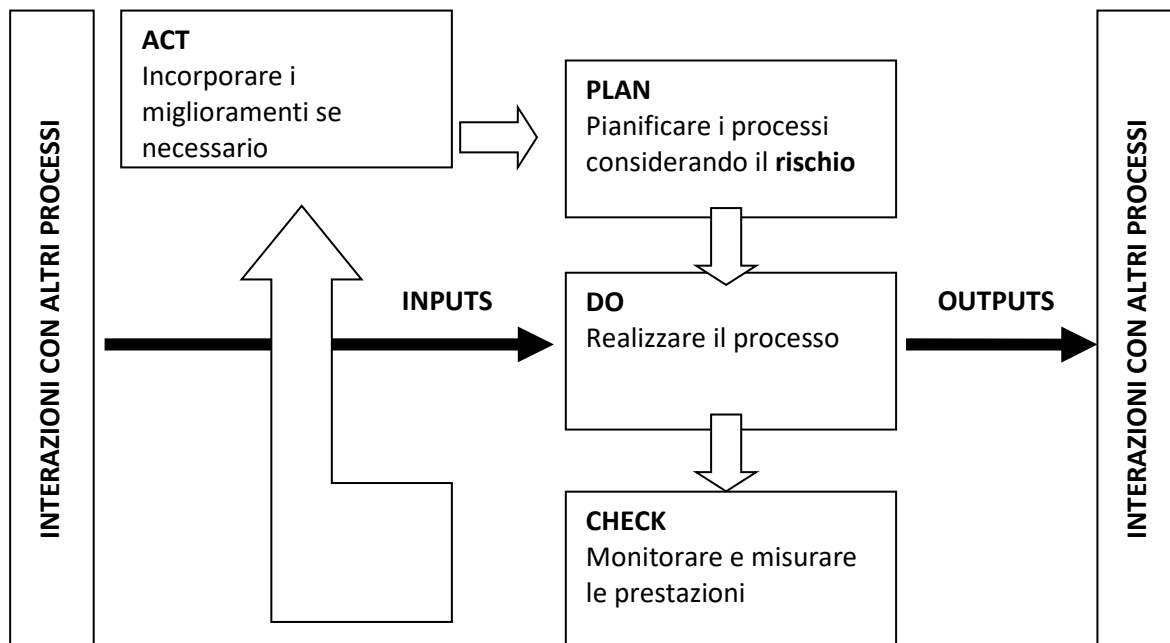 INTERAZIONI CON ALTRI PROCESSI
ACT
Incorporare i
miglioramenti se
necessario
PLAN
Pianificare i processi
considerando il rischio
INPUTS
DO
Realizzare il processo
OUTPUTS
CHECK
Monitorare e misurare
le prestazioni
INTERAZIONI CON ALTRI PROCESSI